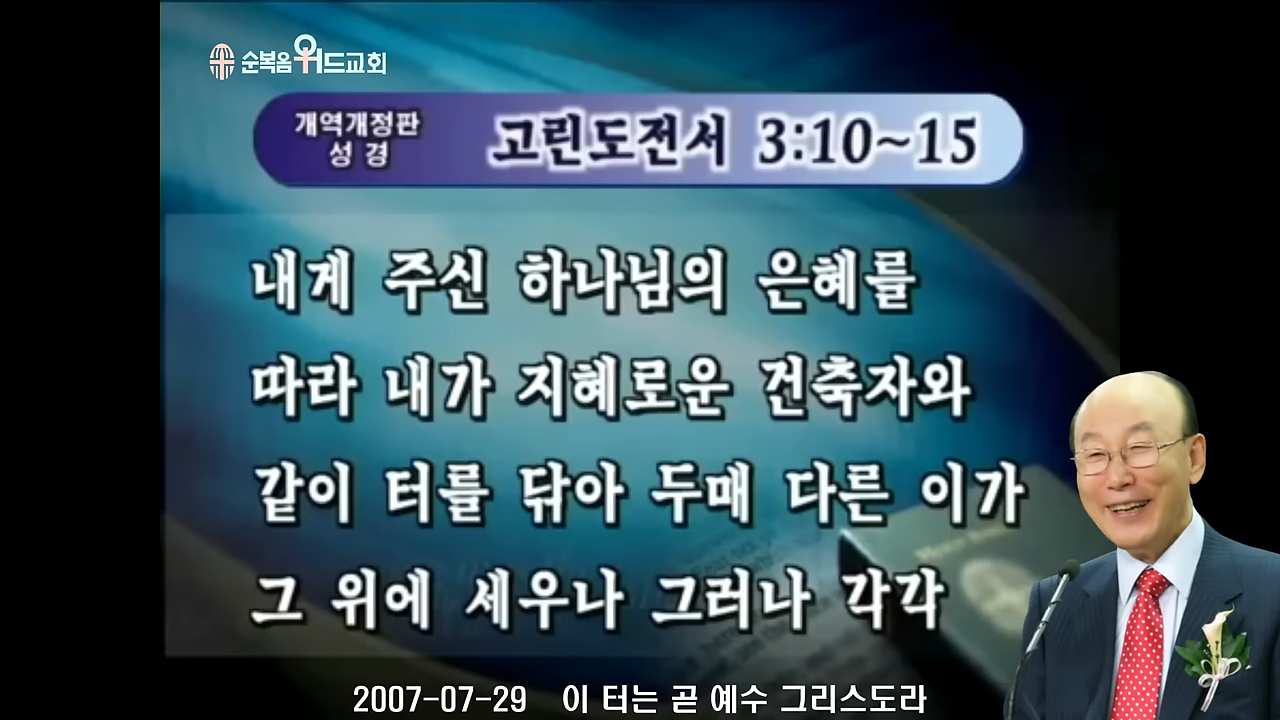 순복음워드교회
개역개정판
성경
고린도전서 3:10~15
내게 주신 하나님의 은혜를
따라 내가 지혜로운 건축자와
같이 터를 닦아 두매 다른 이가
그 위에 세우나 그러나 각각
2007-07-29 이 터는 곧 예수 그리스도라